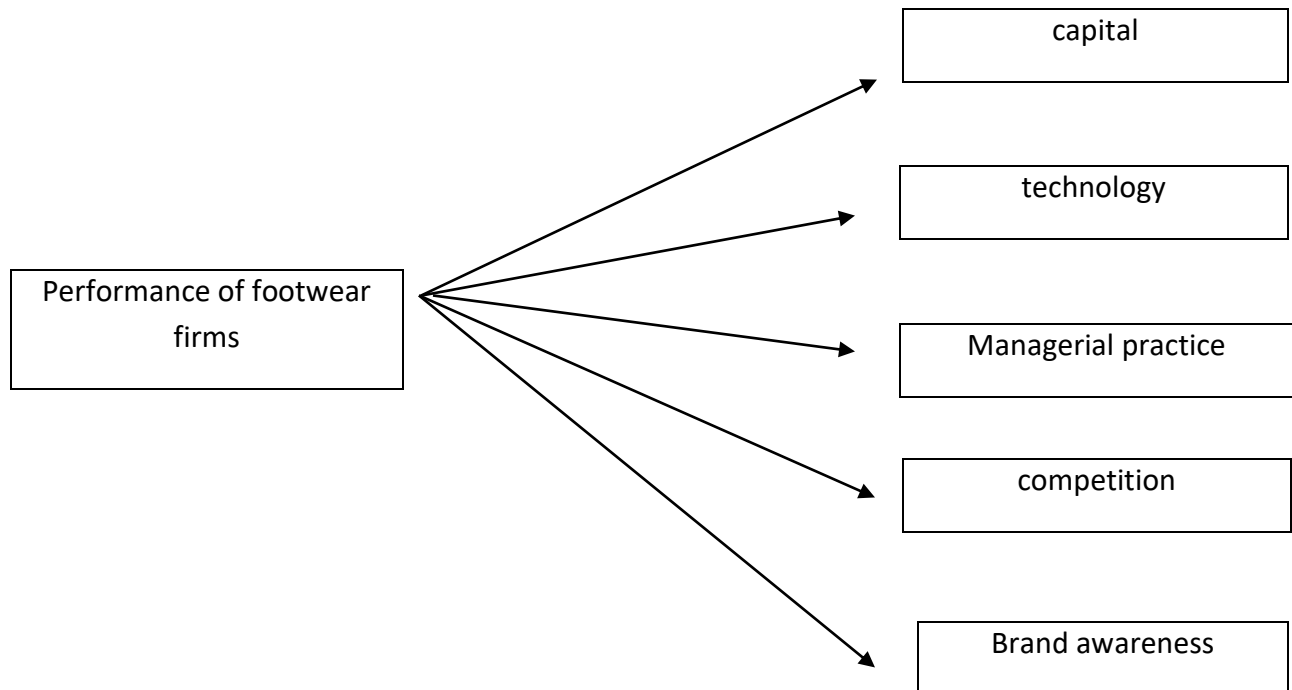 capital
technology
Performance of footwear
firms
Managerial practice
competition
Brand awareness